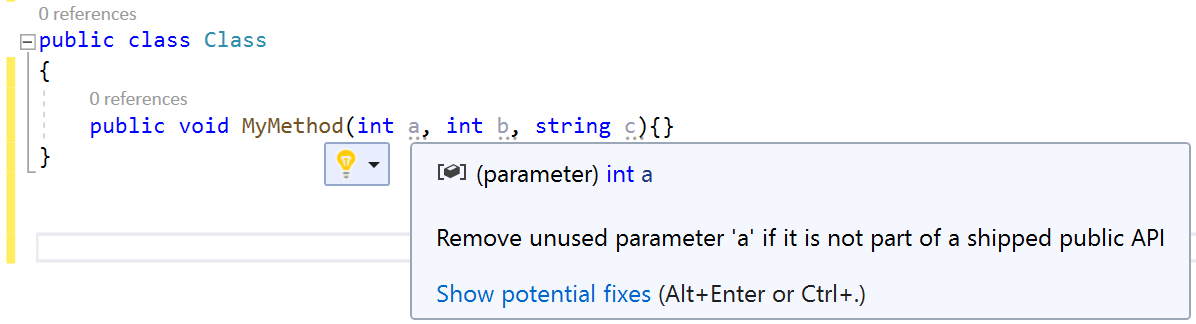 0 references
public class Class
{
0 references
public void MyMethod(int a, int b, string c){}
}
(parameter) int a
Remove unused parameter 'a' if it is not part of a shipped public API
Show potential fixes (Alt+Enter or Ctrl+.)